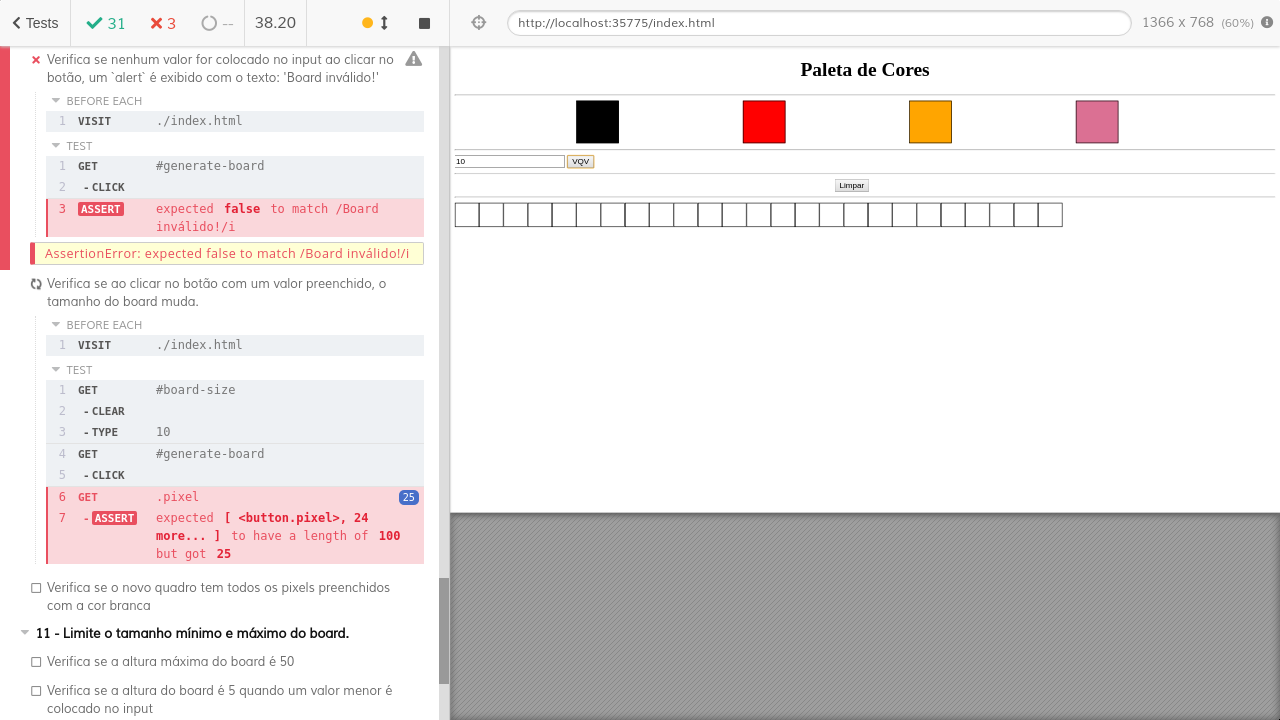 Tests
31
3
--
38.20
http://localhost:35775/index.html
1366 x 768 (60%)
Verifica se nenhum valor for colocado no input ao clicar no
botão, um `alert` é exibido com o texto: 'Board inválido!'
BEFORE EACH
1 VISIT ./index.html
TEST
1 GET #generate-board
2 - CLICK
3 ASSERT expected false to match /Board
inválido!/i
AssertionError: expected false to match /Board inválido!/i
Verifica se ao clicar no botão com um valor preenchido, o
tamanho do board muda.
BEFORE EACH
1 VISIT ./index.html
TEST
1 GET #board-size
2 - CLEAR
3 - TYPE 10
4 GET #generate-board
5 - CLICK
6 GET .pixel 25
7 - ASSERT expected [ <button.pixel>, 24
more... ] to have a length of 100
but got 25
Verifica se o novo quadro tem todos os pixels preenchidos
com a cor branca
11 - Limite o tamanho mínimo e máximo do board.
Verifica se a altura máxima do board é 50
Verifica se a altura do board é 5 quando um valor menor é
colocado no input
Paleta de Cores
10
VQV
Limpar